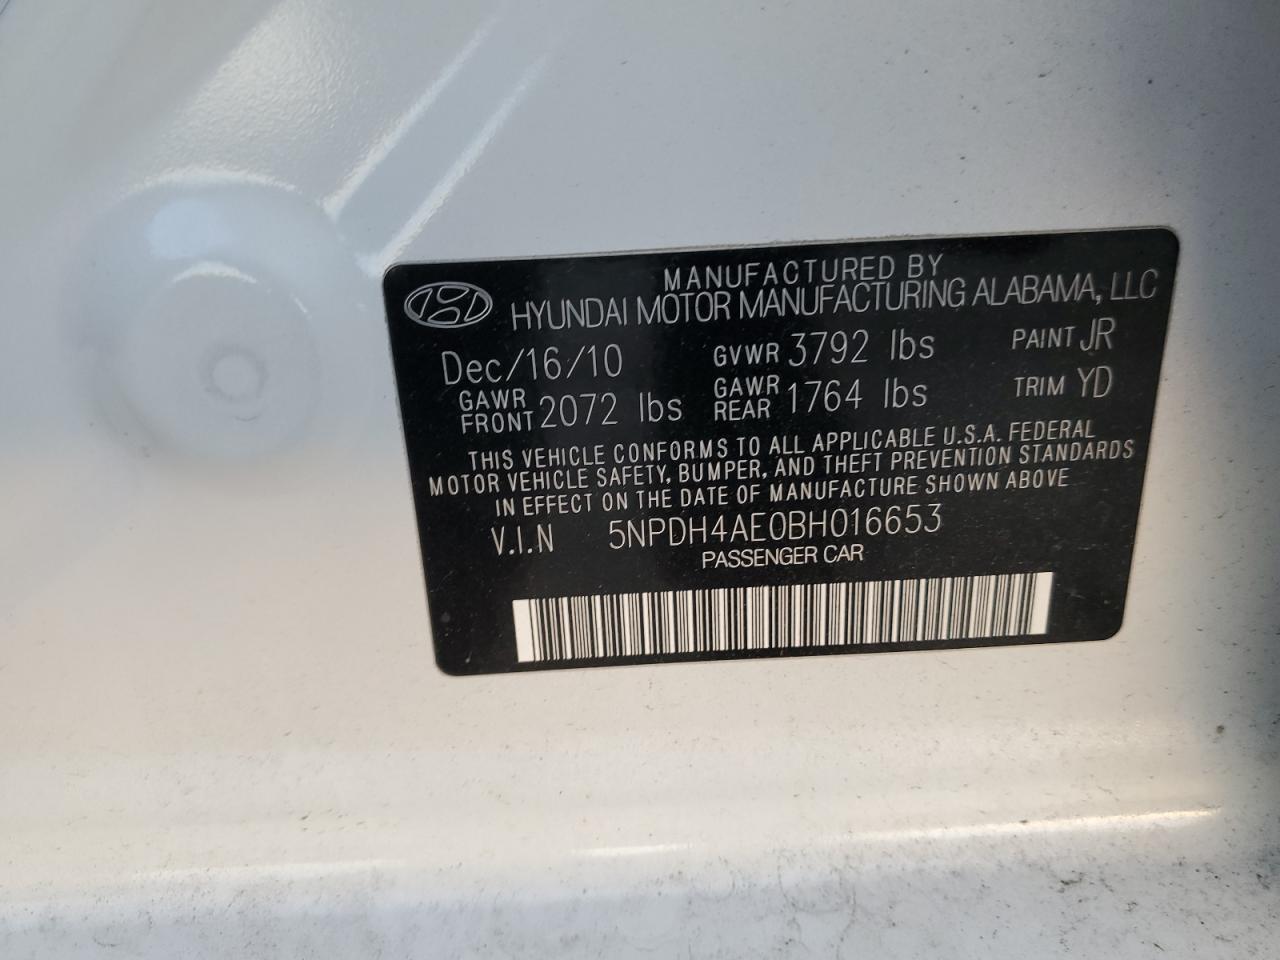 MANUFACTURED BY
HYUNDAI MOTOR MANUFACTURING ALABAMA, LLC
Dec/16/10 GVWR 3792 lbs PAINT JR
GAWR FRONT 2072 lbs GAWR REAR 1764 lbs TRIM YD
THIS VEHICLE CONFORMS TO ALL APPLICABLE U.S.A. FEDERAL
MOTOR VEHICLE SAFETY, BUMPER, AND THEFT PREVENTION STANDARDS
IN EFFECT ON THE DATE OF MANUFACTURE SHOWN ABOVE
V.I.N 5NPDH4AE0BH016653
PASSENGER CAR